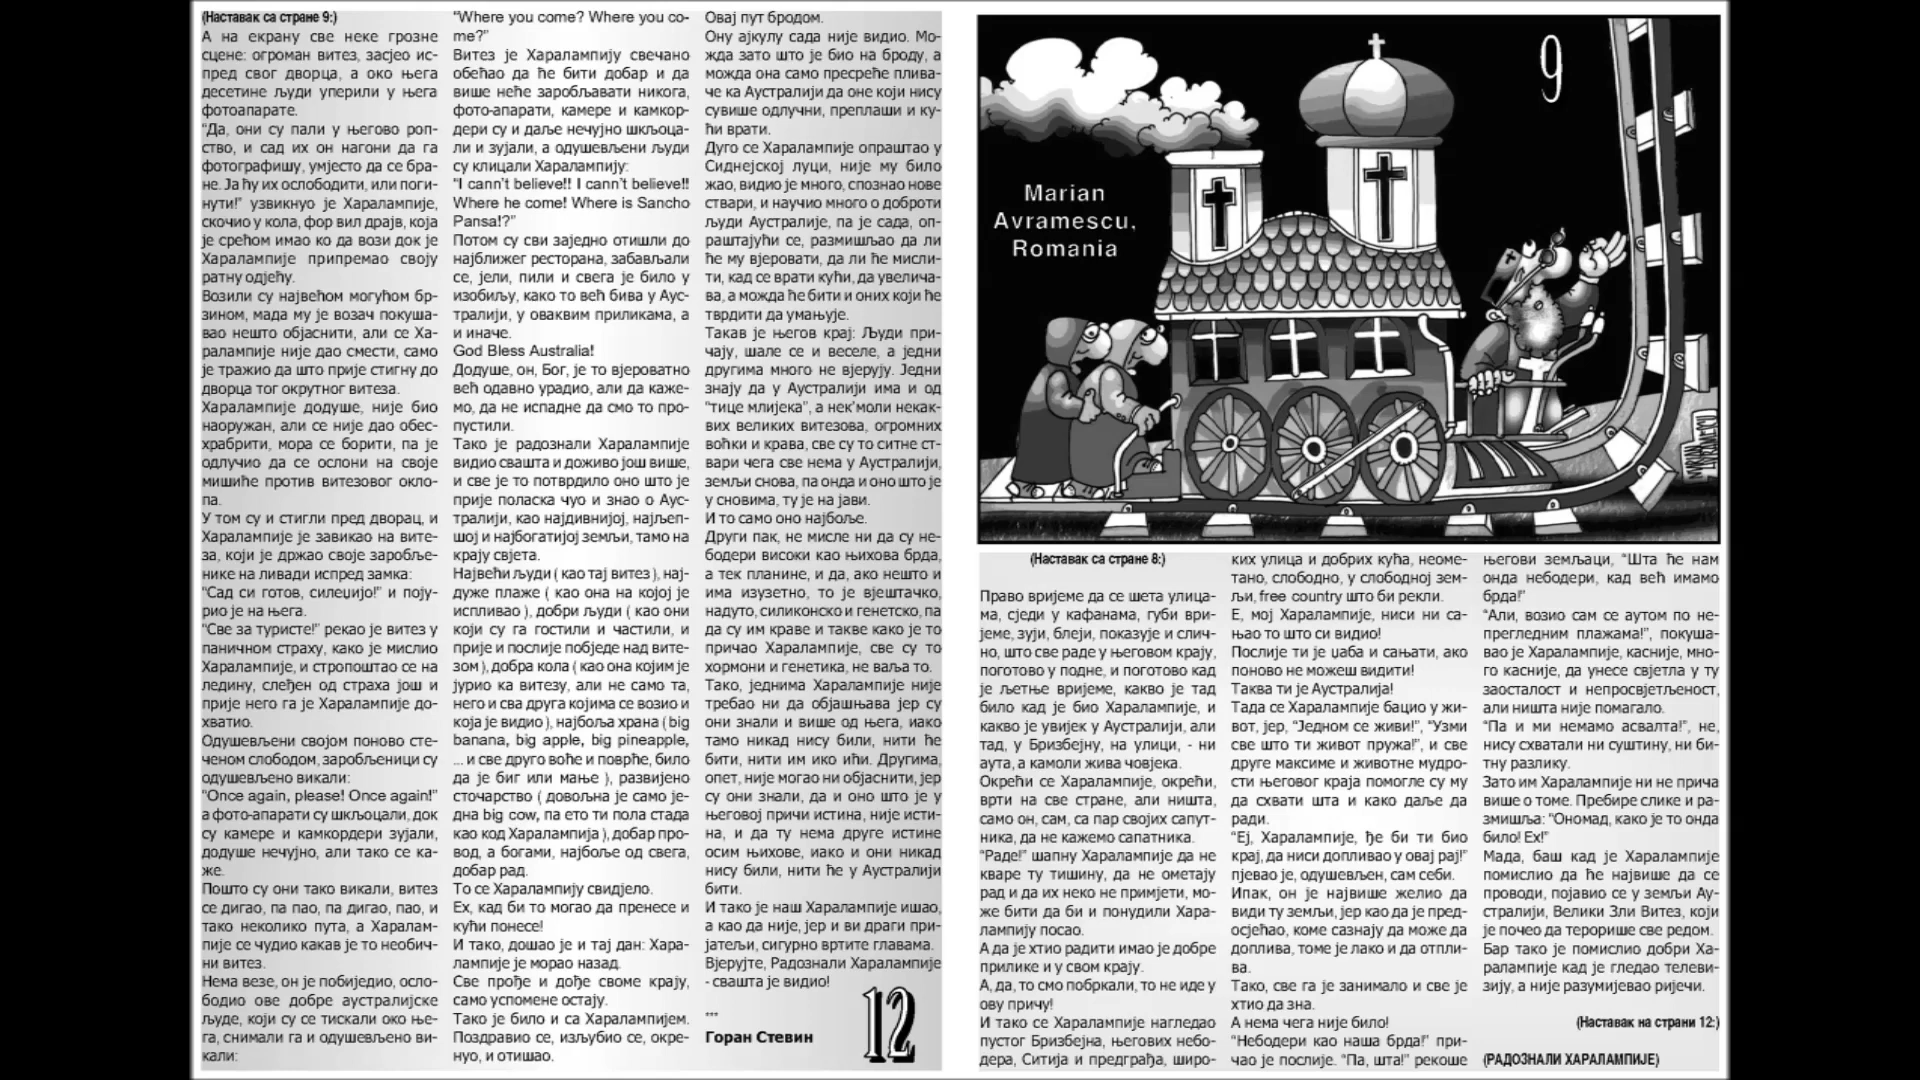 (Наставак са стране 9:)
А на екрану све неке грозне
сцене: огроман витез, засјео ис-
пред свог дворца, а око њега
десетине људи уперили у њега
фотоапарате.
“Да, они су пали у његово роп-
ство, и сад их он нагони да га
фотографишу, умјесто да се бра-
не. Ја ћу их ослободити, или поги-
нути!” узвикнуо је Харалампије,
скочио у кола, фор вил драјв, која
је срећом имао ко да вози док је
Харалампије припремао своју
ратну одјећу.
Возили су највећом могућом бр-
зином, мада му је возач покуша-
вао нешто објаснити, али се Ха-
ралампије није дао смести, само
је тражио да што прије стигну до
дворца тог окрутног витеза.
Харалампије додуше, није био
наоружан, али се није дао обес-
храбрити, мора се борити, па је
одлучио да се ослони на своје
мишиће против витезовог окло-
па.
У том су и стигли пред дворац, и
Харалампије је завикао на вите-
за, који је држао своје заробље-
нике на ливади испред замка:
“Сад си готов, силеџијо!” и поју-
рио је на њега.
“Све за туристе!” рекао је витез у
паничном страху, како је мислио
Харалампије, и стропоштао се на
ледину, слеђен од страха још и
прије него га је Харалампије до-
хватио.
Одушевљени својом поново сте-
ченом слободом, заробљеници су
одушевљено викали:
“Once again, please! Once again!”
а фото-апарати су шкљоцали, док
су камере и камкордери зујали,
додуше нечујно, али тако се ка-
же.
Пошто су они тако викали, витез
се дигао, па пао, па дигао, пао, и
тако неколико пута, а Харалам-
пије се чудио какав је то необич-
ни витез.
Нема везе, он је побиједио, осло-
бодио ове добре аустралијске
људе, који су се тискали око ње-
га, снимали га и одушевљено ви-
кали:
“Where you come? Where you co-
me?”
Витез је Харалампију свечано
обећао да ће бити добар и да
више неће заробљавати никога,
фото-апарати, камере и камкор-
дери су и даље нечујно шкљоца-
ли и зујали, а одушевљени људи
су клицали Харалампију:
“I cann’t believe!! I cann’t believe!!
Where he come! Where is Sancho
Pansa!?”
Потом су сви заједно отишли до
најближег ресторана, забављали
се, јели, пили и свега је било у
изобиљу, како то већ бива у Аус-
тралији, у оваквим приликама, а
и иначе.
God Bless Australia!
Додуше, он, Бог, је то вјероватно
већ одавно урадио, али да каже-
мо, да не испадне да смо то про-
пустили.
Тако је радознали Харалампије
видио свашта и доживо још више,
и све је то потврдило оно што је
прије поласка чуо и знао о Аус-
тралији, као најдивнијој, најљеп-
шој и најбогатијој земљи, тамо на
крају свјета.
Највећи људи ( као тај витез ), нај-
дуже плаже ( као она на којој је
испливао ), добри људи ( као они
који су га гостили и частили, и
прије и послије побједе над вите-
зом ), добра кола ( као она којим је
јурио ка витезу, али не само та,
него и сва друга којима се возио и
која је видио ), најбоља храна ( big
banana, big apple, big pineapple,
... и све друго воће и поврће, било
да је биг или мање ), развијено
сточарство ( довољна је само је-
дна big cow, па ето ти пола стада
као код Харалампија ), добар про-
вод, а богами, најбоље од свега,
добар рад.
То се Харалампију свидјело.
Ех, кад би то могао да пренесе и
кући понесе!
И тако, дошао је и тај дан: Хара-
лампије је морао назад.
Све прође и дође своме крају,
само успомене остају.
Тако је било и са Харалампијем.
Поздравио се, изљубио се, окре-
нуо, и отишао.
Овај пут бродом.
Ону ајкулу сада није видио. Мо-
жда зато што је био на броду, а
можда она само пресреће плива-
че ка Аустралији да оне који нису
сувише одлучни, преплаши и ку-
ћи врати.
Дуго се Харалампије опраштао у
Сиднејској луци, није му било
жао, видио је много, спознао нове
ствари, и научио много о доброти
људи Аустралије, па је сада, оп-
раштајући се, размишљао да ли
ће му вјеровати, да ли ће мисли-
ти, кад се врати кући, да увелича-
ва, а можда ће бити и оних који ће
тврдити да умањује.
Такав је његов крај: Људи при-
чају, шале се и веселе, а једни
другима много не вјерују. Једни
знају да у Аустралији има и од
“тице млијека”, а нек’моли некак-
вих великих витезова, огромних
воћки и крава, све су то ситне ст-
вари чега све нема у Аустралији,
земљи снова, па онда и оно што је
у сновима, ту је на јави.
И то само оно најбоље.
Други пак, не мисле ни да су не-
бодери високи као њихова брда,
а тек планине, и да, ако нешто и
има изузетно, то је вјештачко,
надуто, силиконско и генетско, па
да су им краве и такве како је то
причао Харалампије, све су то
хормони и генетика, не ваља то.
Тако, једнима Харалампије није
требао ни да објашњава јер су
они знали и више од њега, иако
тамо никад нису били, нити ће
бити, нити им ико ићи. Другима,
опет, није могао ни објаснити, јер
су они знали, да и оно што је у
његовој причи истина, није исти-
на, и да ту нема друге истине
осим њихове, иако и они никад
нису били, нити ће у Аустралији
бити.
И тако је наш Харалампије ишао,
а као да није, јер и ви драги при-
јатељи, сигурно вртите главама.
Вјерујте, Радознали Харалампије
- свашта је видио!
***
Горан Стевин
12
9
Marian
Avramescu,
Romania
(Наставак са стране 8:)
Право вријеме да се шета улица-
ма, сједи у кафанама, губи ври-
јеме, зуји, блеји, показује и слич-
но, што све раде у његовом крају,
поготово у подне, и поготово кад
је љетње вријеме, какво је тад
било кад је био Харалампије, и
какво је увијек у Аустралији, али
тад, у Бризбејну, на улици, - ни
аута, а камоли жива човјека.
Окрећи се Харалампије, окрећи,
врти на све стране, али ништа,
само он, сам, са пар својих сапут-
ника, да не кажемо сапатника.
“Раде!” шапну Харалампије да не
кваре ту тишину, да не ометају
рад и да их неко не примјети, мо-
же бити да би и понудили Хара-
лампију посао.
А да је хтио радити имао је добре
прилике и у свом крају.
А, да, то смо побркали, то не иде у
ову причу!
И тако се Харалампије нагледао
пустог Бризбејна, његових небо-
дера, Ситија и предграђа, широ-
ких улица и добрих кућа, неоме-
тано, слободно, у слободној зем-
љи, free country што би рекли.
Е, мој Харалампије, ниси ни са-
њао то што си видио!
Послије ти је џаба и сањати, ако
поново не можеш видити!
Таква ти је Аустралија!
Тада се Харалампије бацио у жи-
вот, јер, “Једном се живи!”, “Узми
све што ти живот пружа!”, и све
друге максиме и животне мудро-
сти његовог краја помогле су му
да схвати шта и како даље да
ради.
“Еј, Харалампије, ђе би ти био
крај, да ниси допливао у овај рај!”
пјевао је, одушевљен, сам себи.
Ипак, он је највише желио да
види ту земљи, јер као да је пред-
осјећао, коме сазнају да може да
доплива, томе је лако и да отпли-
ва.
Тако, све га је занимало и све је
хтио да зна.
А нема чега није било!
“Небодери као наша брда!” при-
чао је послије. “Па, шта!” рекоше
његови земљаци, “Шта ће нам
онда небодери, кад већ имамо
брда!”
“Али, возио сам се аутом по не-
прегледним плажама!”, покуша-
вао је Харалампије, касније, мно-
го касније, да унесе свјетла у ту
заосталост и непросвјетљеност,
али ништа није помагало.
“Па и ми немамо асвалта!”, не,
нису схватали ни суштину, ни би-
тну разлику.
Зато им Харалампије ни не прича
више о томе. Пребире слике и ра-
змишља: “Ономад, како је то онда
било! Ех!”
Мада, баш кад је Харалампије
помислио да ће највише да се
проводи, појавио се у земљи Ау-
стралији, Велики Зли Витез, који
је почео да терорише све редом.
Бар тако је помислио добри Ха-
ралампије кад је гледао телеви-
зију, а није разумијевао ријечи.
(Наставак на страни 12:)
(РАДОЗНАЛИ ХАРАЛАМПИЈЕ)